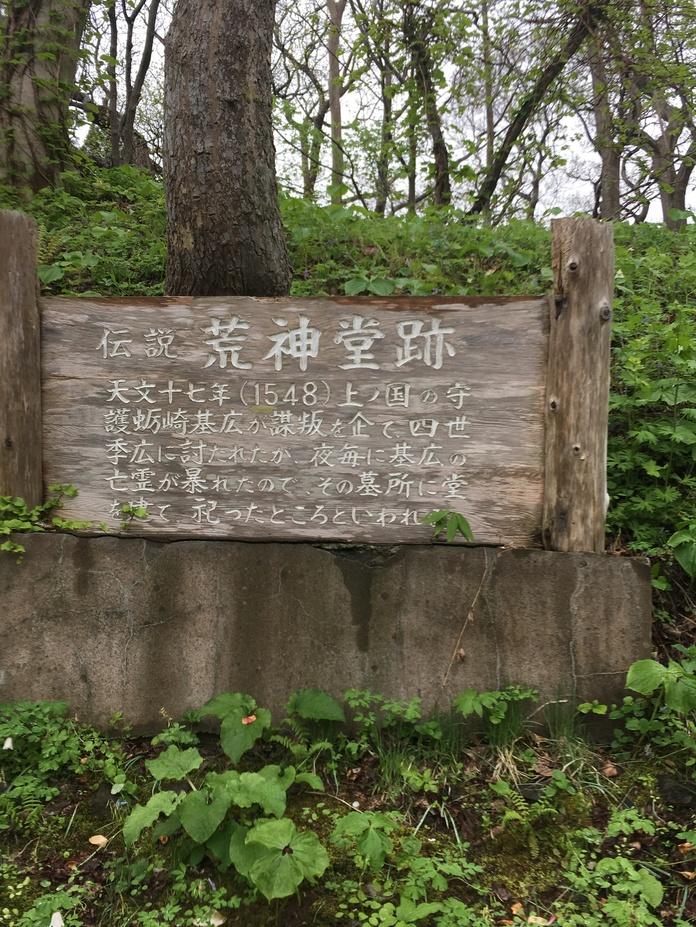 伝説 荒神堂跡
天文十七年(1548)上ノ国の守
護蛎崎基広が謀叛を企て四世
季広に討たれたが、夜毎に基広の
亡霊が暴れたので、その墓所に堂
を建て 祀ったところといわれ